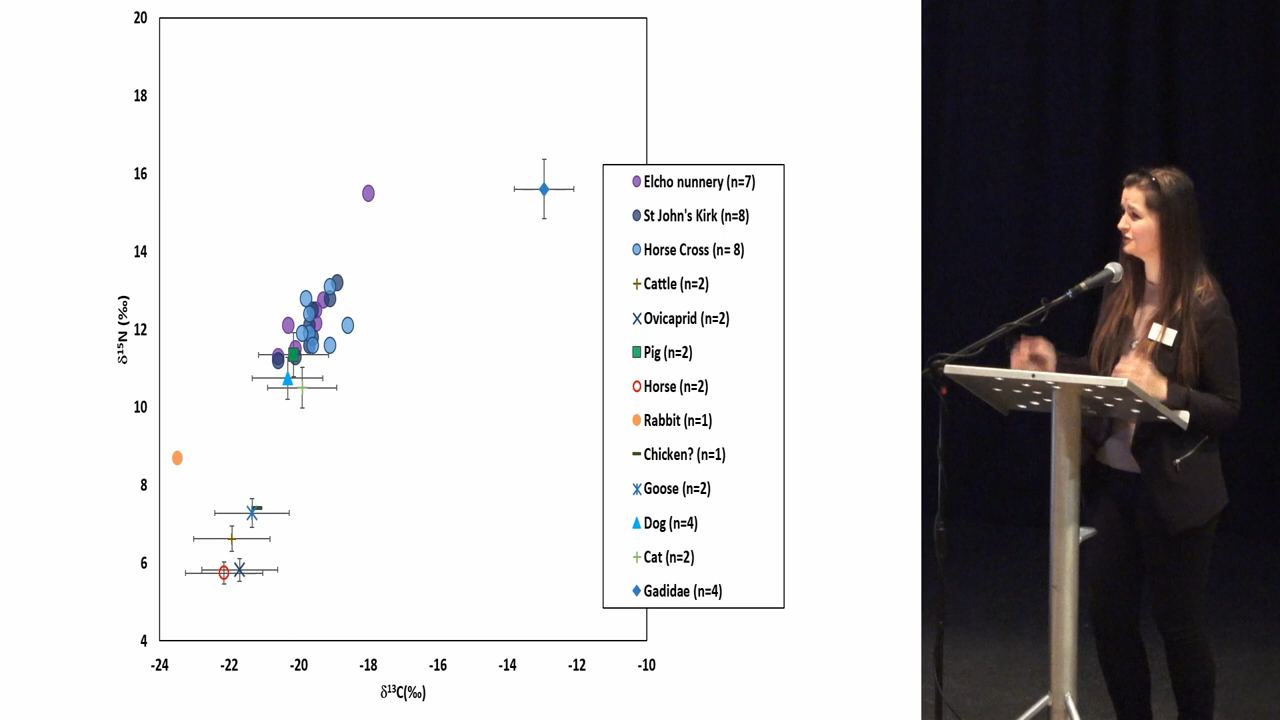 20
18
16
14
12
10
8
6
4
δ¹⁵N (‰)
-24 -22 -20 -18 -16 -14 -12 -10
δ¹³C(‰)
Elcho nunnery (n=7)
St John's Kirk (n=8)
Horse Cross (n= 8)
Cattle (n=2)
Ovicaprid (n=2)
Pig (n=2)
Horse (n=2)
Rabbit (n=1)
Chicken? (n=1)
Goose (n=2)
Dog (n=4)
Cat (n=2)
Gadidae (n=4)